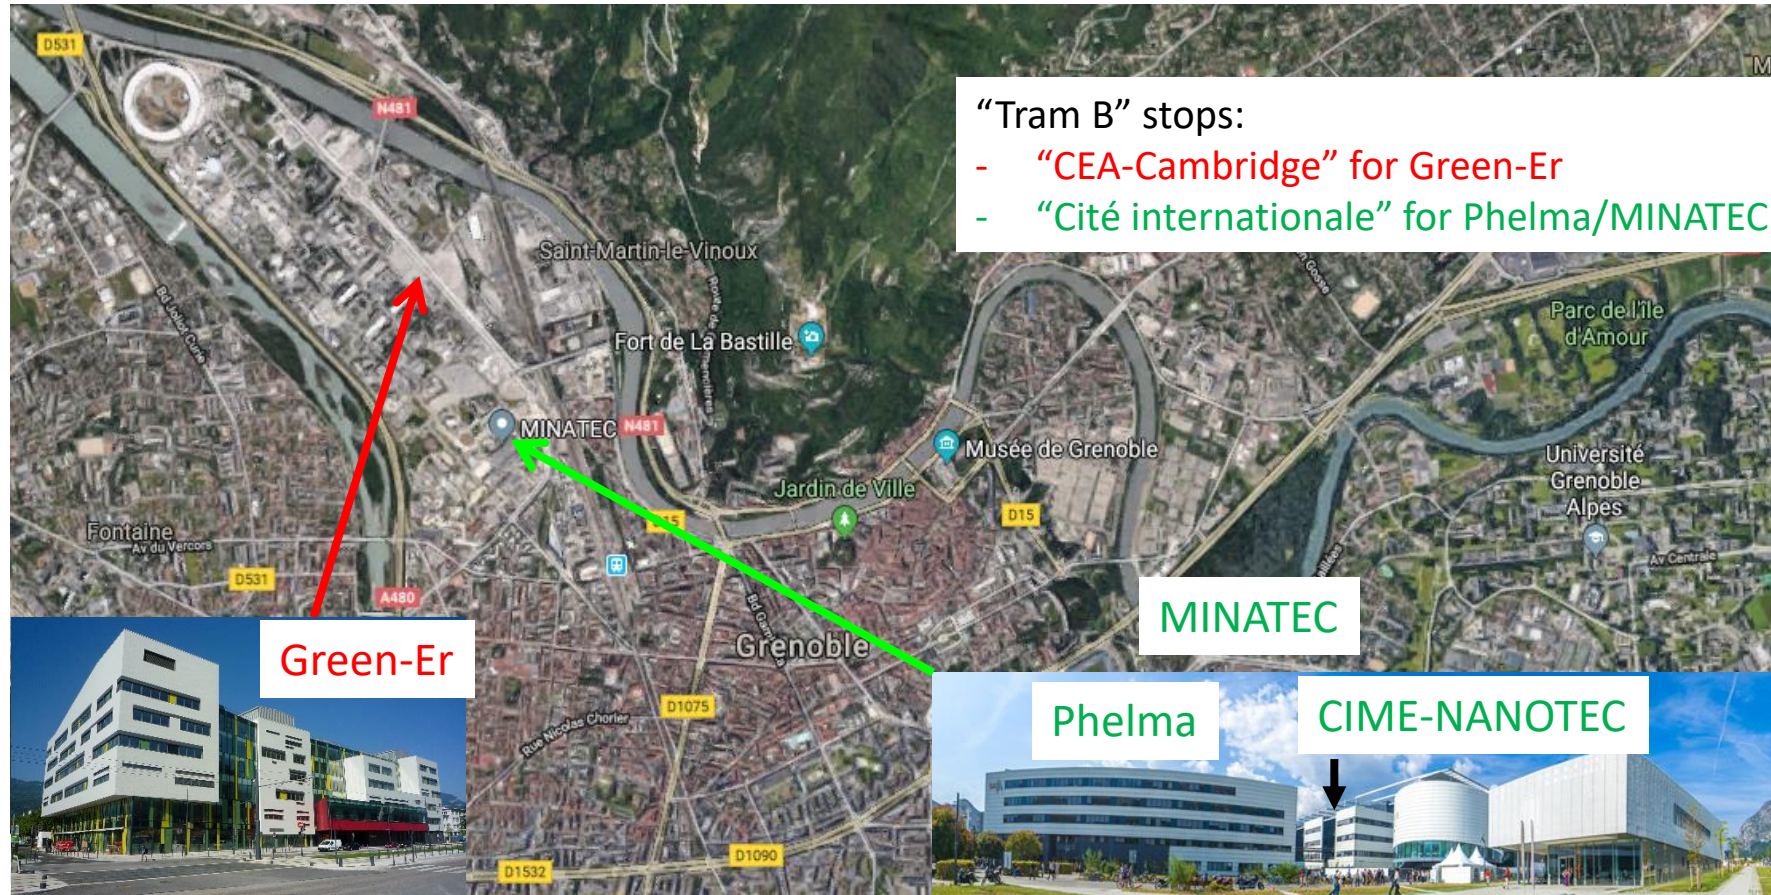 D531
N481
“Tram B” stops:
- “CEA-Cambridge” for Green-Er
- “Cité internationale” for Phelma/MINATEC
Saint-Martin-le-Vinoux
Bd Joliot Curie
Fort de La Bastille
Parc de l'île
d'Amour
MINATEC
N481
Musée de Grenoble
Jardin de Ville
Université
Grenoble
Alpes
D15
Fontaine
Av du Vercors
Av Centrale
D531
A480
MINATEC
Grenoble
Green-Er
D1075
Rue Nicolas Chorier
Phelma
CIME-NANOTEC
D1090
D1532